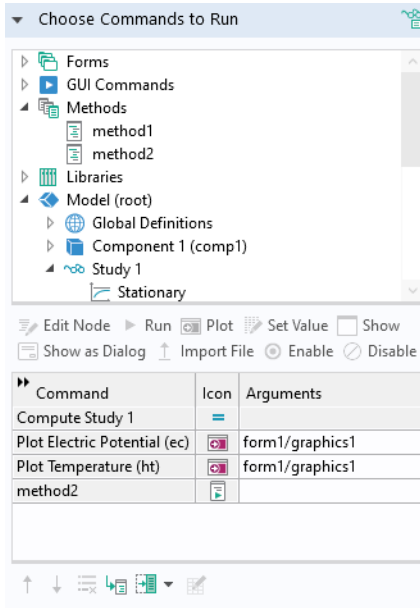 Choose Commands to Run
Forms
GUI Commands
Methods
method1
method2
Libraries
Model (root)
Global Definitions
Component 1 (comp1)
Study 1
Stationary
Edit Node Run Plot Set Value Show
Show as Dialog Import File Enable Disable
Command Icon Arguments
Compute Study 1
Plot Electric Potential (ec) form1/graphics1
Plot Temperature (ht) form1/graphics1
method2